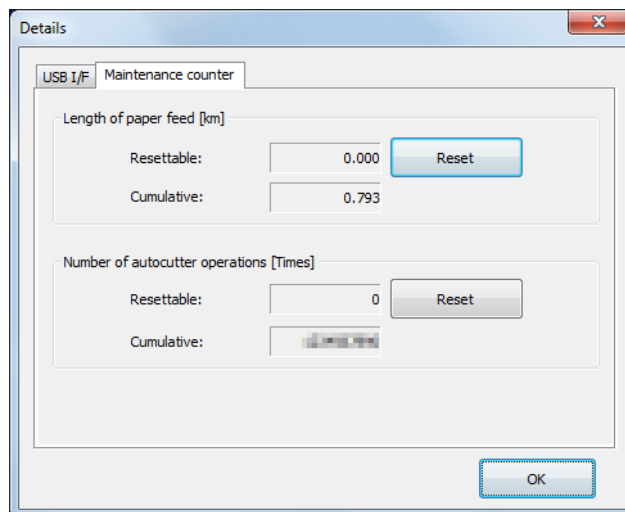 Details
USB I/F Maintenance counter
Length of paper feed [km]
Resettable: 0.000 Reset
Cumulative: 0.793
Number of autocutter operations [Times]
Resettable: 0 Reset
Cumulative:
OK